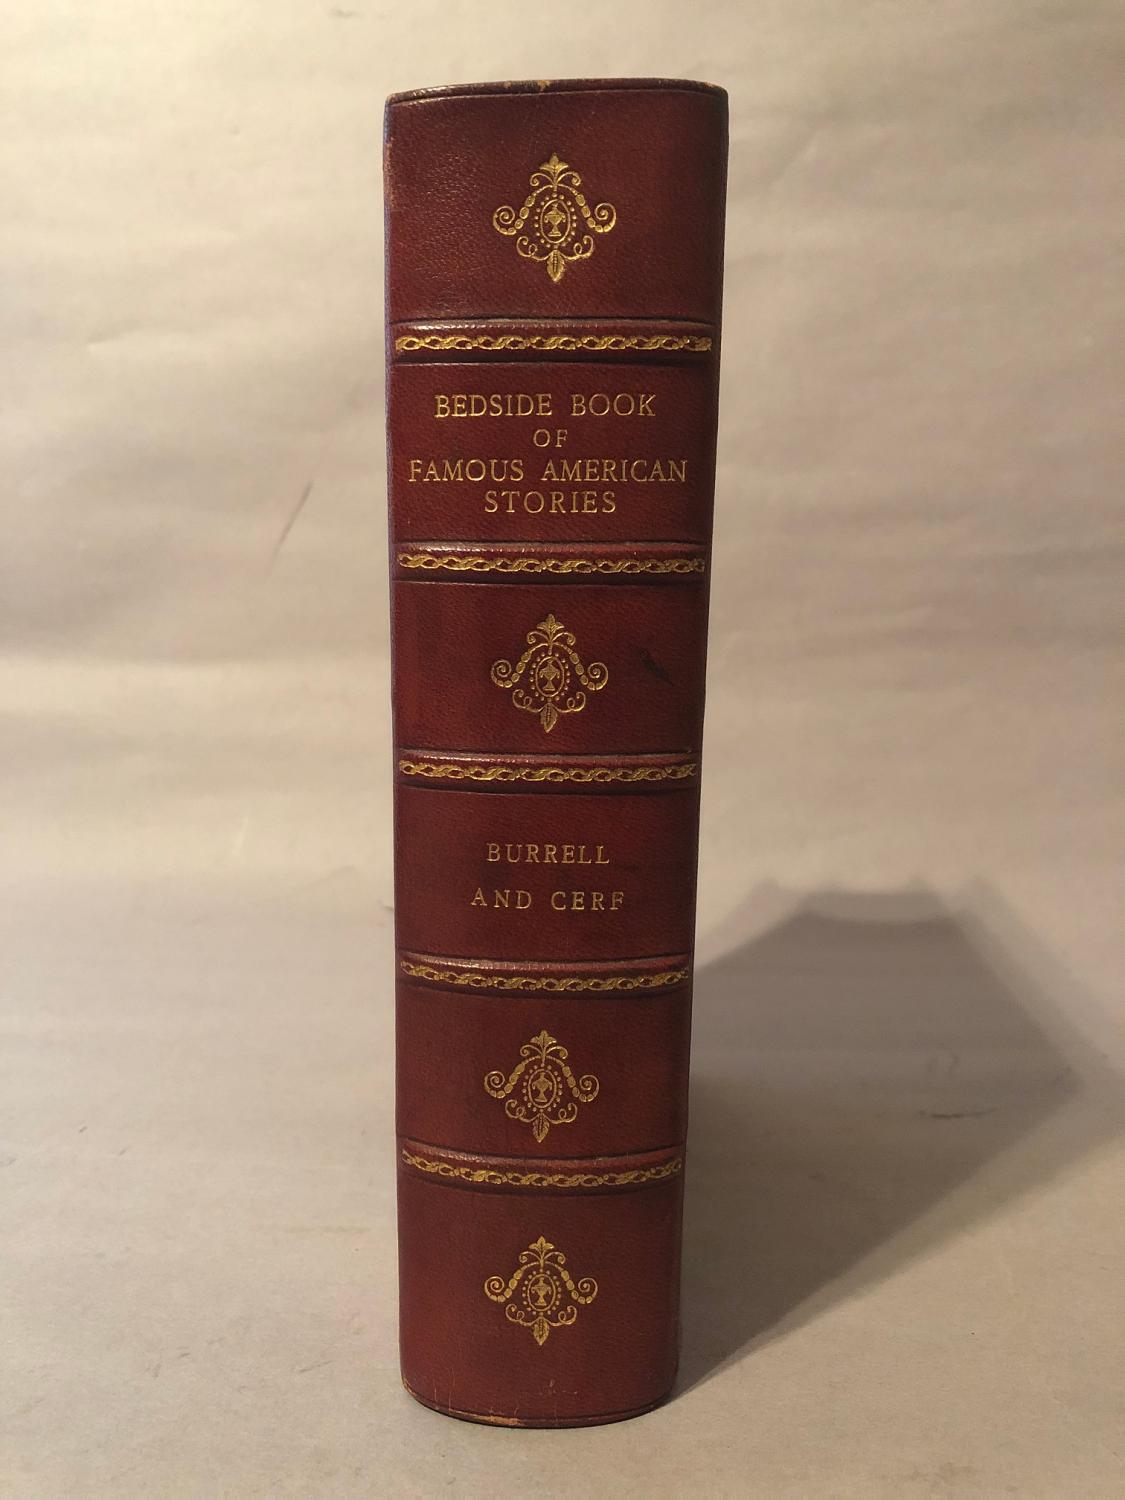 BEDSIDE BOOK
OF
FAMOUS AMERICAN
STORIES
BURRELL
AND CERF